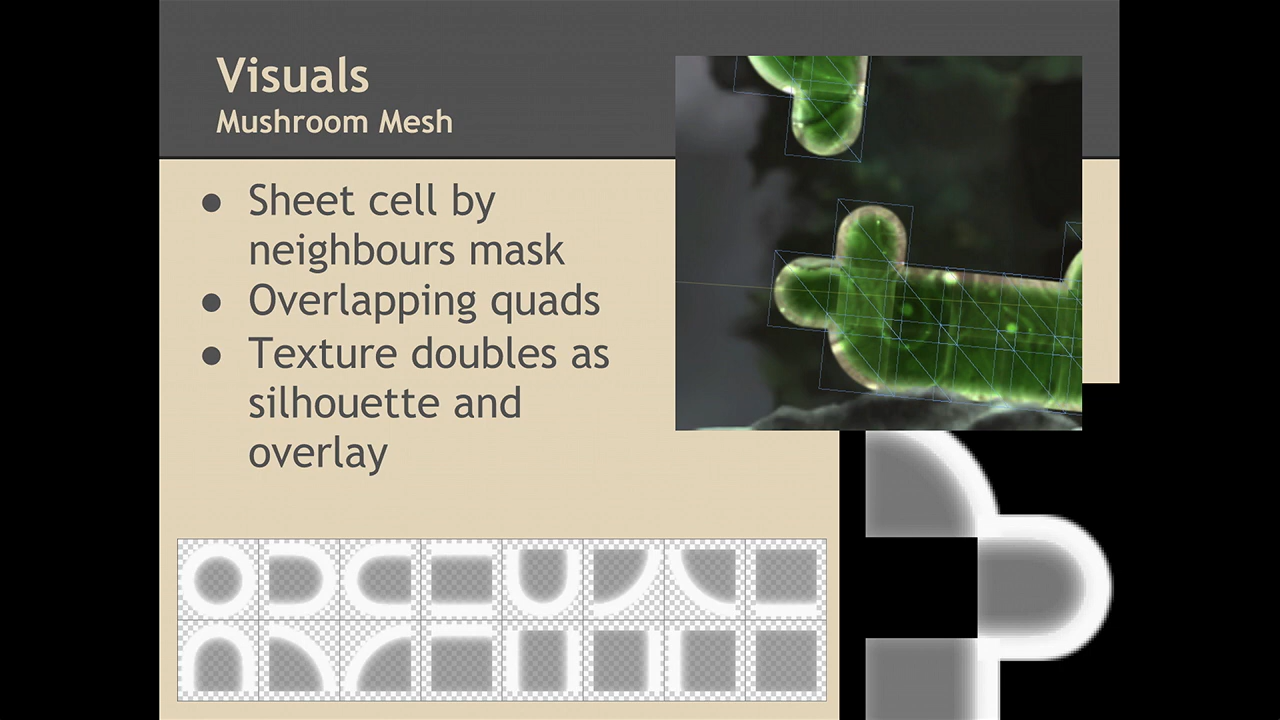 Visuals
Mushroom Mesh
● Sheet cell by
neighbours mask
● Overlapping quads
● Texture doubles as
silhouette and
overlay